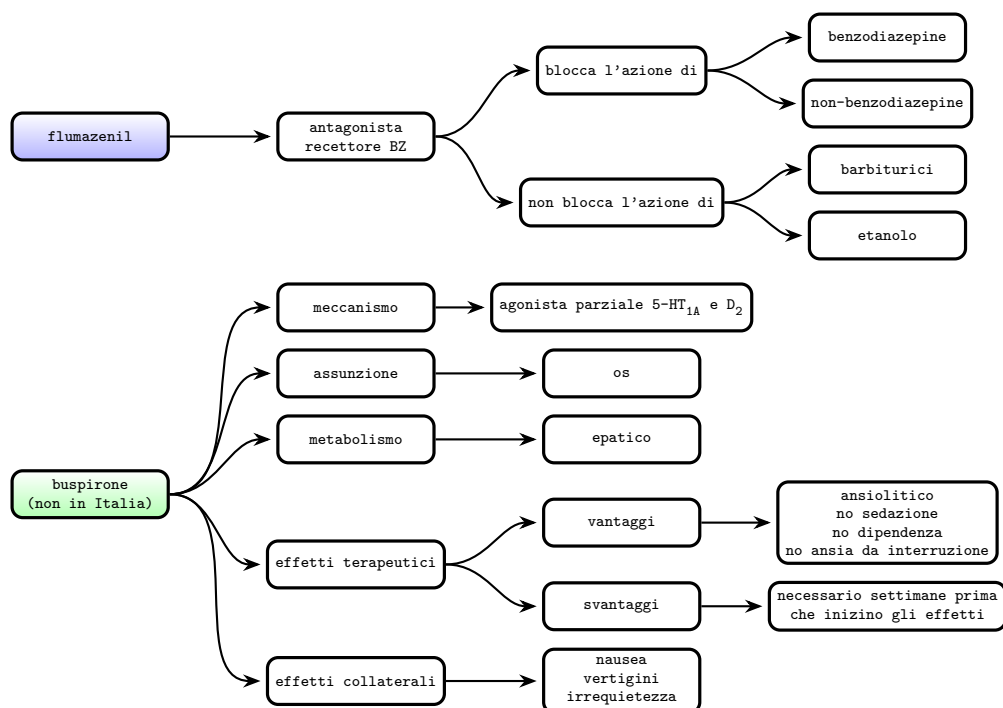 flumazenil
antagonista
recettore BZ
blocca l'azione di
benzodiazepine
non-benzodiazepine
non blocca l'azione di
barbiturici
etanolo
buspirone
(non in Italia)
meccanismo
agonista parziale 5-HT₁A e D₂
assunzione
os
metabolismo
epatico
effetti terapeutici
vantaggi
ansiolitico
no sedazione
no dipendenza
no ansia da interruzione
svantaggi
necessario settimane prima
che inizino gli effetti
effetti collaterali
nausea
vertigini
irrequietezza